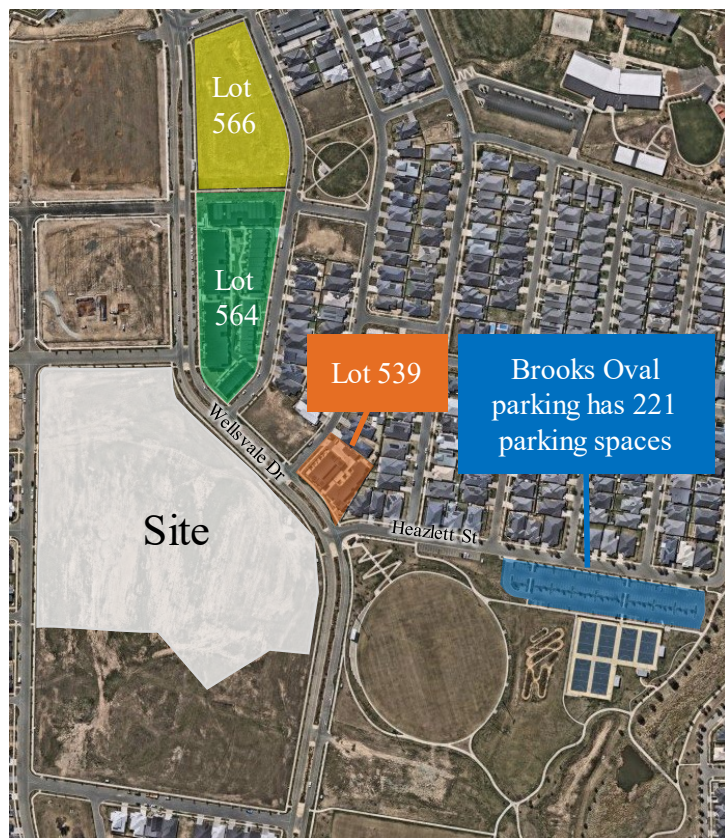 Lot
566
Lot
564
Lot 539
Brooks Oval
parking has 221
parking spaces
Wellsvale Dr
Site
Heazlett St